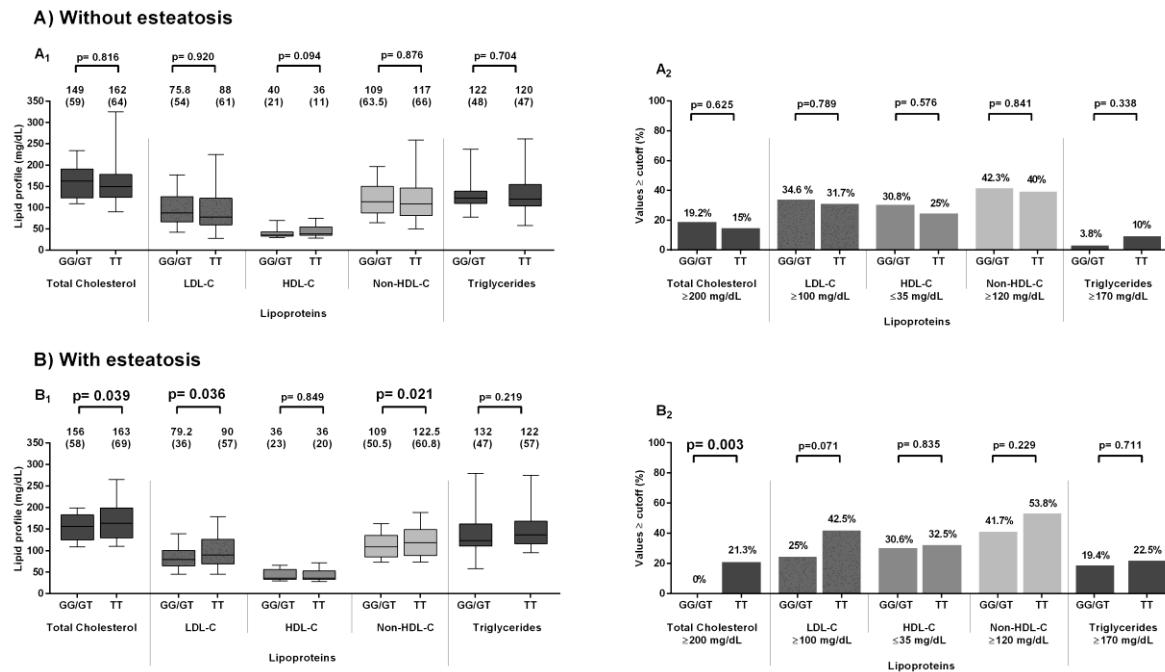 A) Without esteatosis
A1
p= 0.816 p= 0.920 p= 0.094 p= 0.876 p= 0.704
149 162 75.8 88 40 36 109 117 122 120
(59) (64) (54) (61) (21) (11) (63.5) (66) (48) (47)
Lipid profile (mg/dL)
350
300
250
200
150
100
50
0
GG/GT TT GG/GT TT GG/GT TT GG/GT TT GG/GT TT
Total Cholesterol LDL-C HDL-C Non-HDL-C Triglycerides
Lipoproteins
A2
p= 0.625 p=0.789 p= 0.576 p= 0.841 p= 0.338
Values ≥ cutoff (%)
100
80
60
40
20
0
19.2% 15% 34.6 % 31.7% 30.8% 25% 42.3% 40% 3.8% 10%
GG/GT TT GG/GT TT GG/GT TT GG/GT TT GG/GT TT
Total Cholesterol LDL-C HDL-C Non-HDL-C Triglycerides
≥200 mg/dL ≥100 mg/dL ≤35 mg/dL ≥120 mg/dL ≥170 mg/dL
Lipoproteins
B) With esteatosis
B1
p= 0.039 p= 0.036 p= 0.849 p= 0.021 p= 0.219
156 163 79.2 90 36 36 109 122.5 132 122
(58) (69) (36) (57) (23) (20) (50.5) (60.8) (47) (57)
Lipid profile (mg/dL)
350
300
250
200
150
100
50
0
GG/GT TT GG/GT TT GG/GT TT GG/GT TT GG/GT TT
Total Cholesterol LDL-C HDL-C Non-HDL-C Triglycerides
Lipoproteins
B2
p= 0.003 p=0.071 p= 0.835 p= 0.229 p= 0.711
Values ≥ cutoff (%)
100
80
60
40
20
0
0% 21.3% 25% 42.5% 30.6% 32.5% 41.7% 53.8% 19.4% 22.5%
GG/GT TT GG/GT TT GG/GT TT GG/GT TT GG/GT TT
Total Cholesterol LDL-C HDL-C Non-HDL-C Triglycerides
≥200 mg/dL ≥100 mg/dL ≤35 mg/dL ≥120 mg/dL ≥170 mg/dL
Lipoproteins